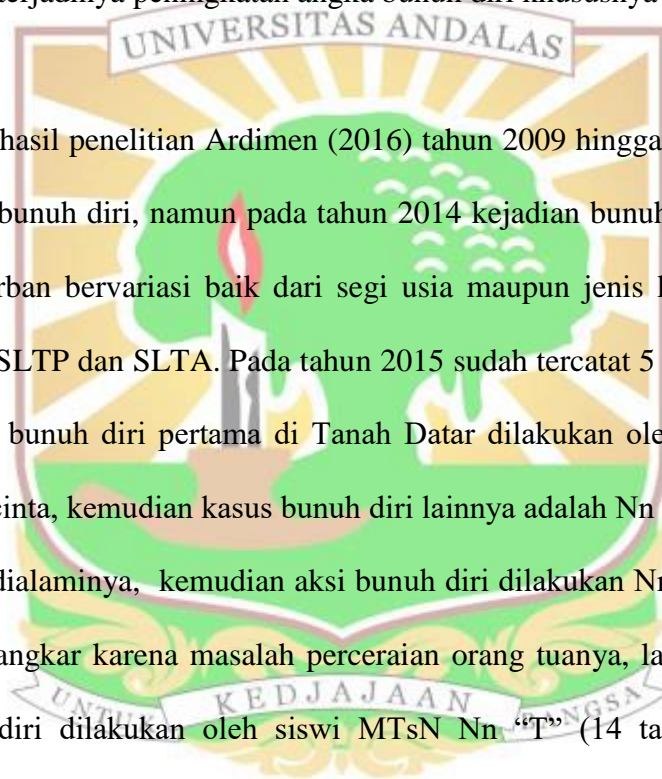 terjadinya peningkatan angka bunuh diri khususnya
UNIVERSITAS ANDALAS
hasil penelitian Ardimen (2016) tahun 2009 hingga
bunuh diri, namun pada tahun 2014 kejadian bunuh
rban bervariasi baik dari segi usia maupun jenis
SLTP dan SLTA. Pada tahun 2015 sudah tercatat 5
bunuh diri pertama di Tanah Datar dilakukan ole
cinta, kemudian kasus bunuh diri lainnya adalah Nn
dialaminya, kemudian aksi bunuh diri dilakukan Nn
angkar karena masalah perceraian orang tuanya, la
UNTUK KEDJAJAAN BANGSA
diri dilakukan oleh siswi MTsN Nn “T” (14 ta